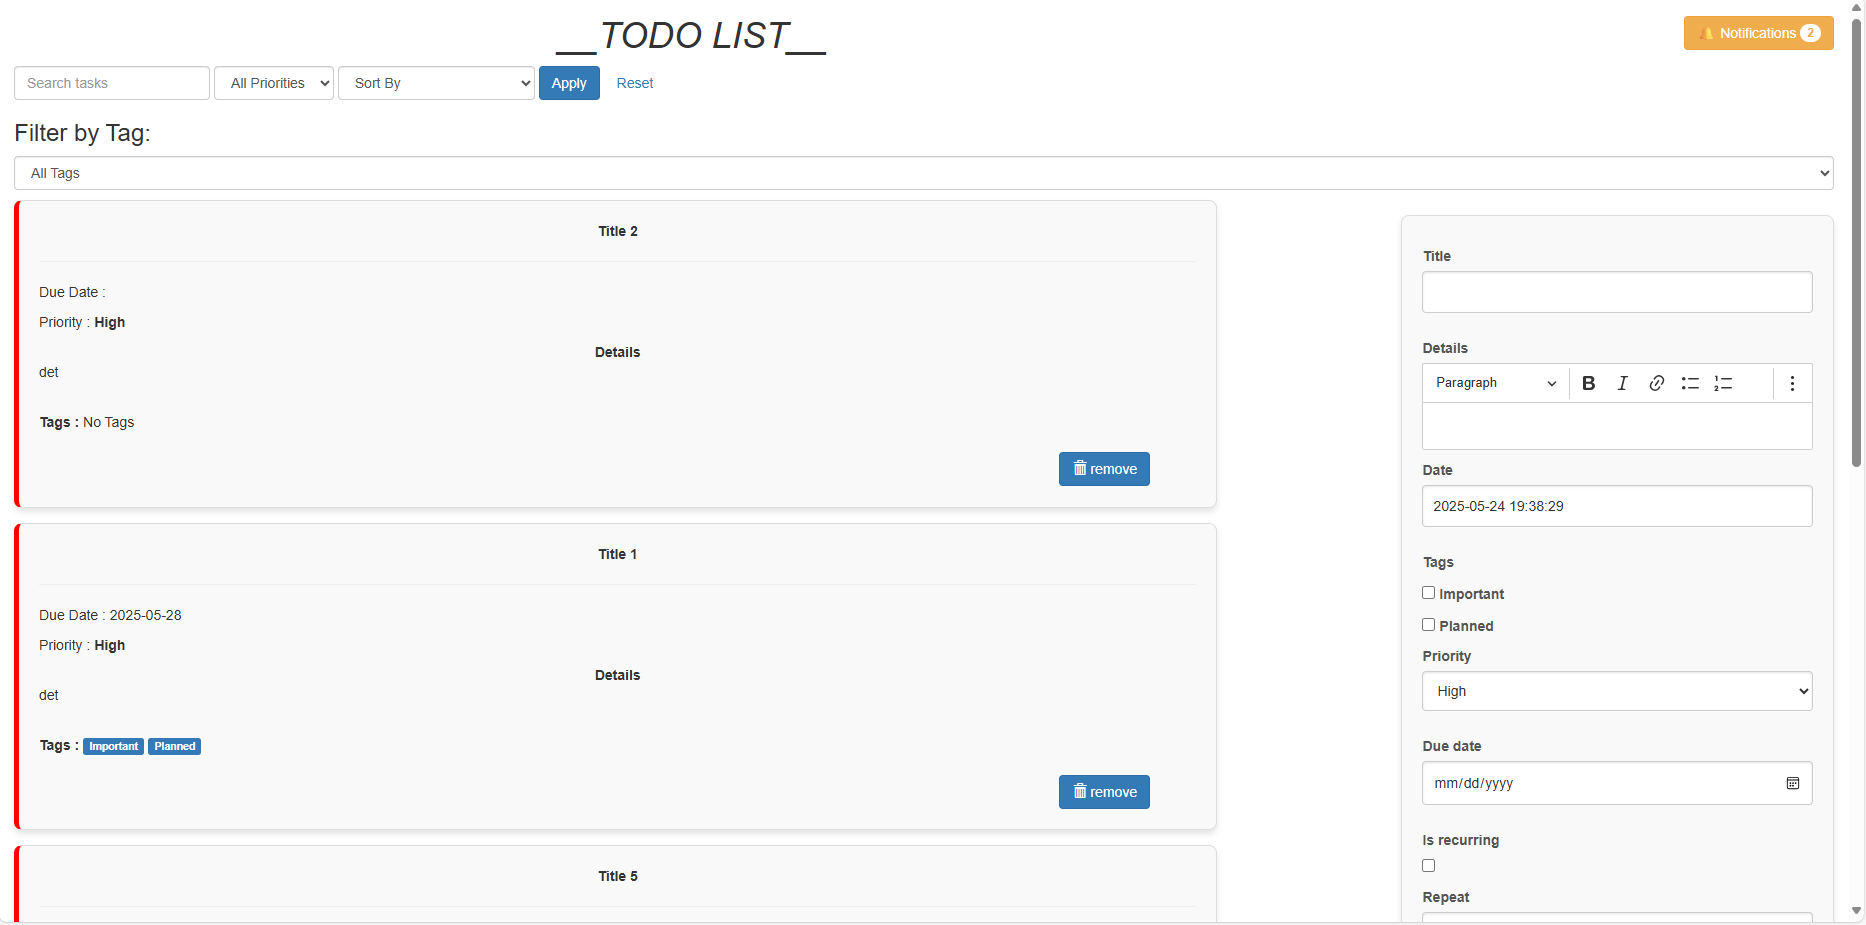 __TODO LIST__
Notifications 2
Search tasks
All Priorities
Sort By
Apply
Reset
Filter by Tag:
All Tags
Title 2
Due Date :
Priority : High
Details
det
Tags : No Tags
remove
Title 1
Due Date : 2025-05-28
Priority : High
Details
det
Tags : Important Planned
remove
Title 5
Title
Details
Paragraph
Date
2025-05-24 19:38:29
Tags
Important
Planned
Priority
High
Due date
mm/dd/yyyy
Is recurring
Repeat